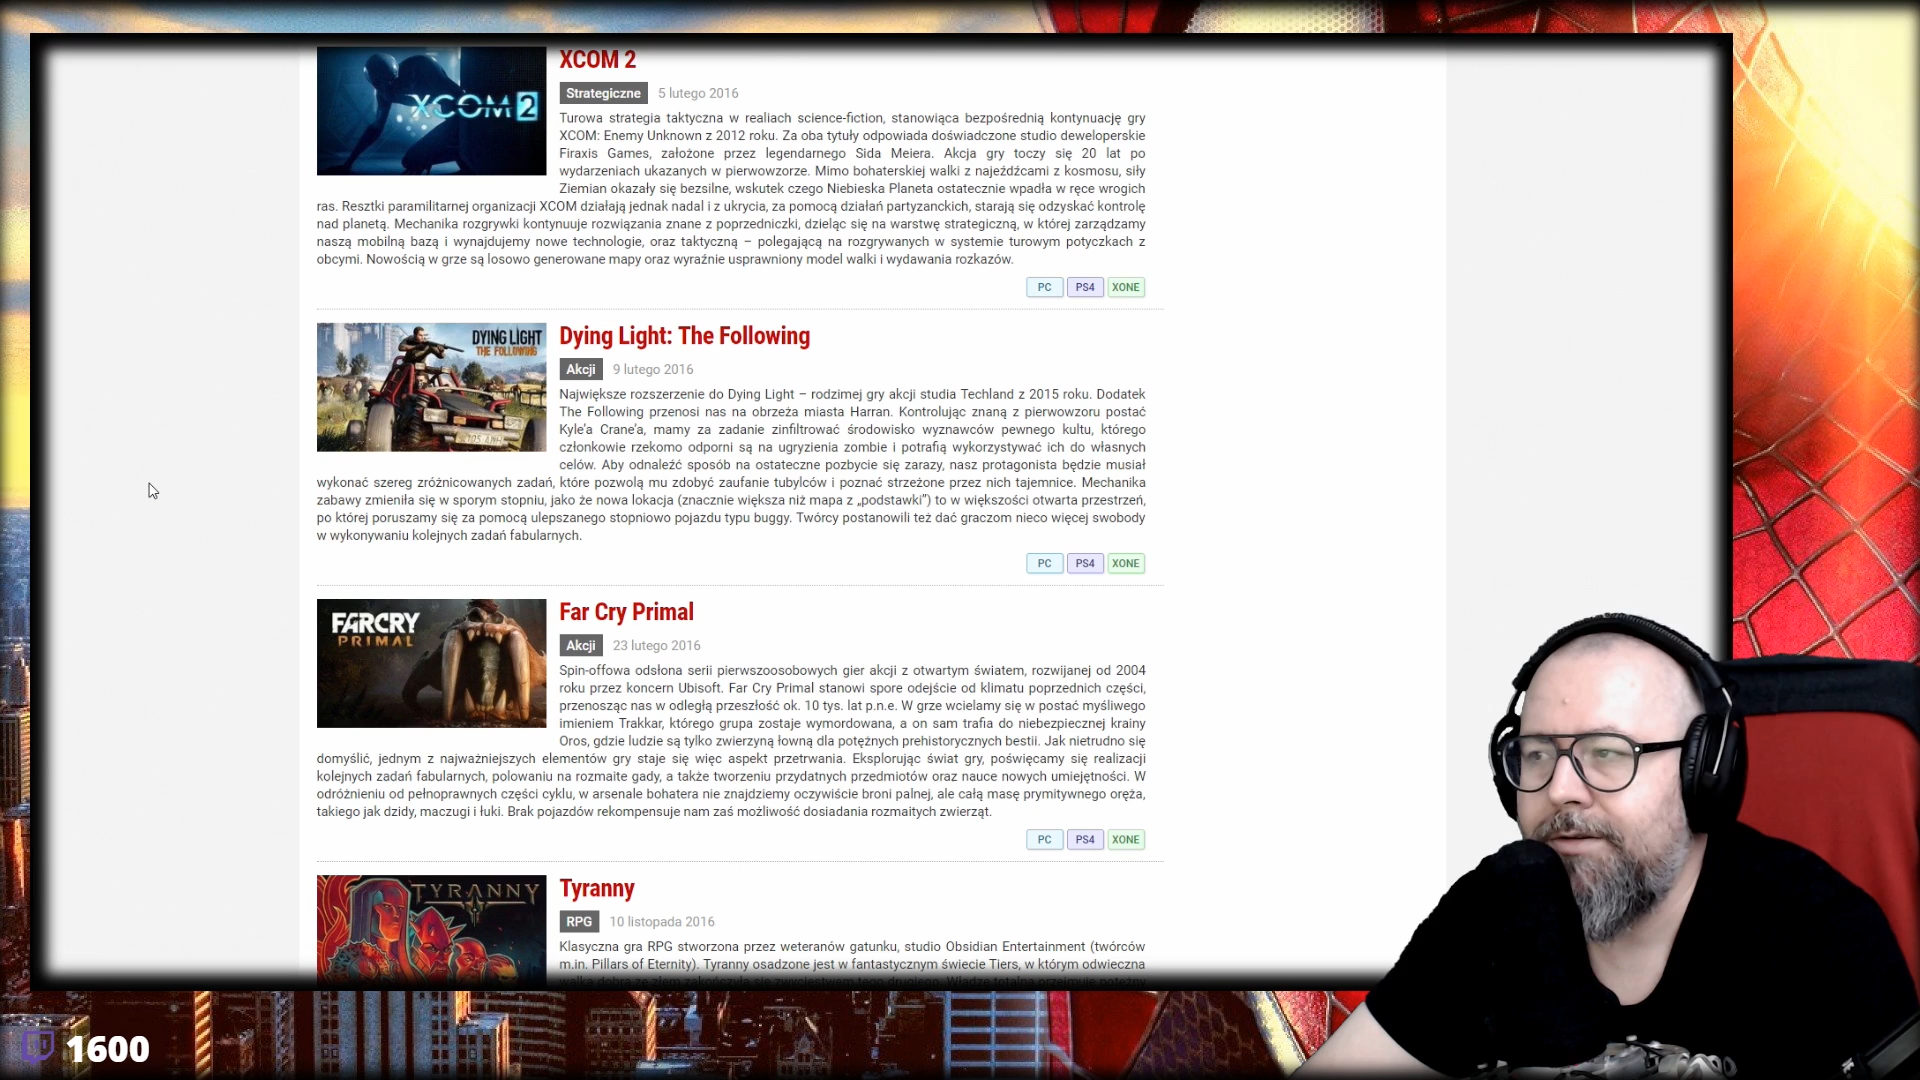 XCOM 2
XCOM 2
Strategiczne 5 lutego 2016
Turowa strategia taktyczna w realiach science-fiction, stanowiąca bezpośrednią kontynuację gry
XCOM: Enemy Unknown z 2012 roku. Za oba tytuły odpowiada doświadczone studio deweloperskie
Firaxis Games, założone przez legendarnego Sida Meiera. Akcja gry toczy się 20 lat po
wydarzeniach ukazanych w pierwowzorze. Mimo bohaterskiej walki z najeźdźcami z kosmosu, siły
Ziemian okazały się bezsilne, wskutek czego Niebieska Planeta ostatecznie wpadła w ręce wrogich
ras. Resztki paramilitarnej organizacji XCOM działają jednak nadal i z ukrycia, za pomocą działań partyzanckich, starają się odzyskać kontrolę
nad planetą. Mechanika rozgrywki kontynuuje rozwiązania znane z poprzedniczki, dzieląc się na warstwę strategiczną, w której zarządzamy
naszą mobilną bazą i wynajdujemy nowe technologie, oraz taktyczną – polegającą na rozgrywanych w systemie turowym potyczkach z
obcymi. Nowością w grze są losowo generowane mapy oraz wyraźnie usprawniony model walki i wydawania rozkazów.
PC PS4 XONE
DYING LIGHT
THE FOLLOWING
Dying Light: The Following
Akcji 9 lutego 2016
Największe rozszerzenie do Dying Light – rodzimej gry akcji studia Techland z 2015 roku. Dodatek
The Following przenosi nas na obrzeża miasta Harran. Kontrolując znaną z pierwowzoru postać
Kyle'a Crane'a, mamy za zadanie zinfiltrować środowisko wyznawców pewnego kultu, którego
członkowie rzekomo odporni są na ugryzienia zombie i potrafią wykorzystywać ich do własnych
celów. Aby odnaleźć sposób na ostateczne pozbycie się zarazy, nasz protagonista będzie musiał
wykonać szereg zróżnicowanych zadań, które pozwolą mu zdobyć zaufanie tubylców i poznać strzeżone przez nich tajemnice. Mechanika
zabawy zmieniła się w sporym stopniu, jako że nowa lokacja (znacznie większa niż mapa z „podstawki”) to w większości otwarta przestrzeń,
po której poruszamy się za pomocą ulepszanego stopniowo pojazdu typu buggy. Twórcy postanowili też dać graczom nieco więcej swobody
w wykonywaniu kolejnych zadań fabularnych.
PC PS4 XONE
FARCRY
PRIMAL
Far Cry Primal
Akcji 23 lutego 2016
Spin-offowa odsłona serii pierwszoosobowych gier akcji z otwartym światem, rozwijanej od 2004
roku przez koncern Ubisoft. Far Cry Primal stanowi spore odejście od klimatu poprzednich części,
przenosząc nas w odległą przeszłość ok. 10 tys. lat p.n.e. W grze wcielamy się w postać myśliwego
imieniem Trakkar, którego grupa zostaje wymordowana, a on sam trafia do niebezpiecznej krainy
Oros, gdzie ludzie są tylko zwierzyną łowną dla potężnych prehistorycznych bestii. Jak nietrudno się
domyślić, jednym z najważniejszych elementów gry staje się więc aspekt przetrwania. Eksplorując świat gry, poświęcamy się realizacji
kolejnych zadań fabularnych, polowaniu na rozmaite gady, a także tworzeniu przydatnych przedmiotów oraz nauce nowych umiejętności. W
odróżnieniu od pełnoprawnych części cyklu, w arsenale bohatera nie znajdziemy oczywiście broni palnej, ale całą masę prymitywnego oręża,
takiego jak dzidy, maczugi i łuki. Brak pojazdów rekompensuje nam zaś możliwość dosiadania rozmaitych zwierząt.
PC PS4 XONE
TYRANNY
Tyranny
RPG 10 listopada 2016
Klasyczna gra RPG stworzona przez weteranów gatunku, studio Obsidian Entertainment (twórców
m.in. Pillars of Eternity). Tyranny osadzone jest w fantastycznym świecie Tiers, w którym odwieczna
1600